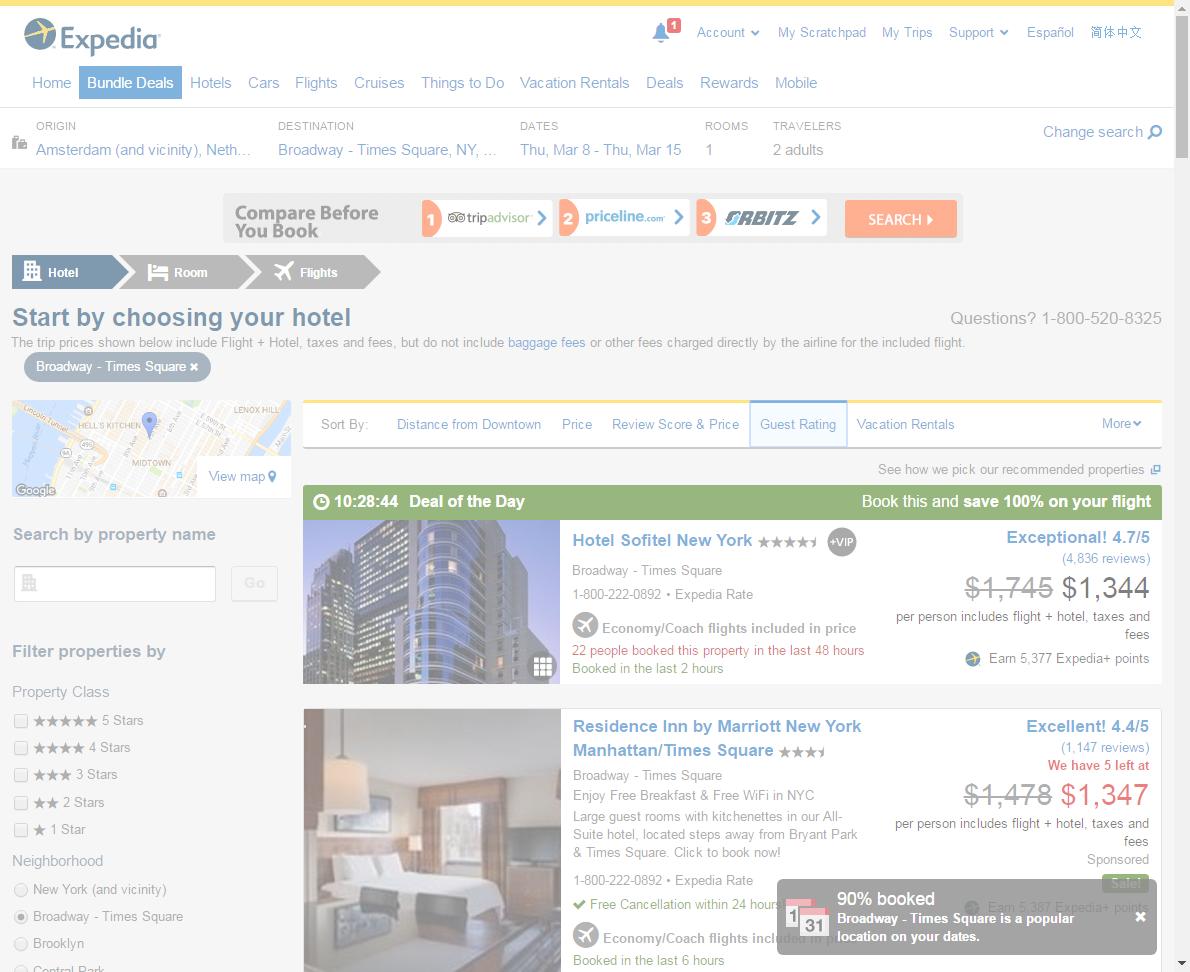 Expedia
1
Account
My Scratchpad
My Trips
Support
Español
简体中文
Home
Bundle Deals
Hotels
Cars
Flights
Cruises
Things to Do
Vacation Rentals
Deals
Rewards
Mobile
ORIGIN
Amsterdam (and vicinity), Neth...
DESTINATION
Broadway - Times Square, NY, ...
DATES
Thu, Mar 8 - Thu, Mar 15
ROOMS
1
TRAVELERS
2 adults
Change search
Compare Before
You Book
1 tripadvisor
2 priceline.com
3 ORBITZ
SEARCH
Hotel
Room
Flights
Start by choosing your hotel
Questions? 1-800-520-8325
The trip prices shown below include Flight + Hotel, taxes and fees, but do not include baggage fees or other fees charged directly by the airline for the included flight.
Broadway - Times Square ×
LENOX HILL
Lincoln Tunnel
HELL'S KITCHEN
495
MIDTOWN
Google
View map
Sort By:
Distance from Downtown
Price
Review Score & Price
Guest Rating
Vacation Rentals
More
See how we pick our recommended properties
Search by property name
Go
Filter properties by
Property Class
5 Stars
4 Stars
3 Stars
2 Stars
1 Star
Neighborhood
New York (and vicinity)
Broadway - Times Square
Brooklyn
Central Park
10:28:44 Deal of the Day
Book this and save 100% on your flight
Hotel Sofitel New York
+VIP
Broadway - Times Square
1-800-222-0892 • Expedia Rate
Economy/Coach flights included in price
22 people booked this property in the last 48 hours
Booked in the last 2 hours
Exceptional! 4.7/5
(4,836 reviews)
$1,745 $1,344
per person includes flight + hotel, taxes and
fees
Earn 5,377 Expedia+ points
Residence Inn by Marriott New York
Manhattan/Times Square
Broadway - Times Square
Enjoy Free Breakfast & Free WiFi in NYC
Large guest rooms with kitchenettes in our All-
Suite hotel, located steps away from Bryant Park
& Times Square. Click to book now!
1-800-222-0892 • Expedia Rate
Free Cancellation within 24 hours
Economy/Coach flights included in price
Booked in the last 6 hours
Excellent! 4.4/5
(1,147 reviews)
We have 5 left at
$1,478 $1,347
per person includes flight + hotel, taxes and
fees
Sponsored
Sale!
Earn 5,387 Expedia+ points
1
31
90% booked
Broadway - Times Square is a popular
location on your dates.